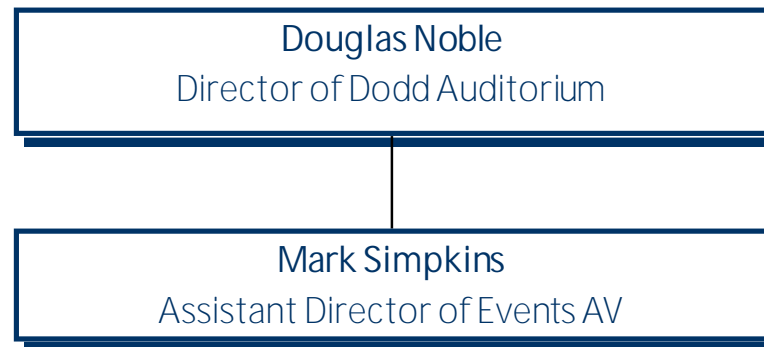 Douglas Noble
Director of Dodd Auditorium
Mark Simpkins
Assistant Director of Events AV